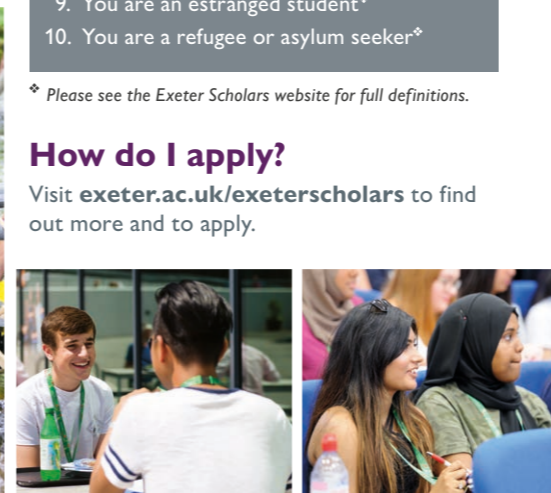 9. You are an estranged student❖
10. You are a refugee or asylum seeker❖
❖ Please see the Exeter Scholars website for full definitions.
How do I apply?
Visit exeter.ac.uk/exeterscholars to find
out more and to apply.